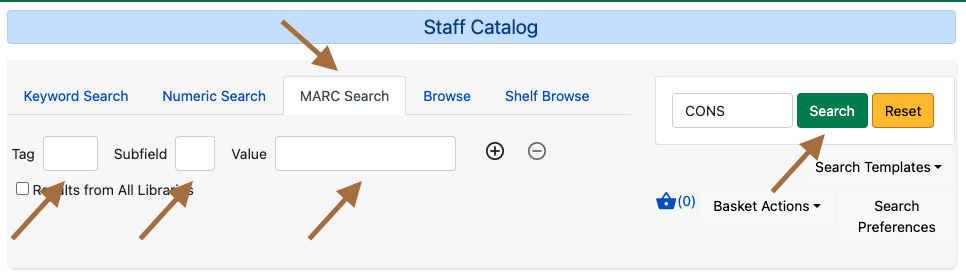 Staff Catalog
Keyword Search Numeric Search MARC Search Browse Shelf Browse
CONS Search Reset
Tag Subfield Value
Results from All Libraries
Search Templates
(0) Basket Actions Search Preferences